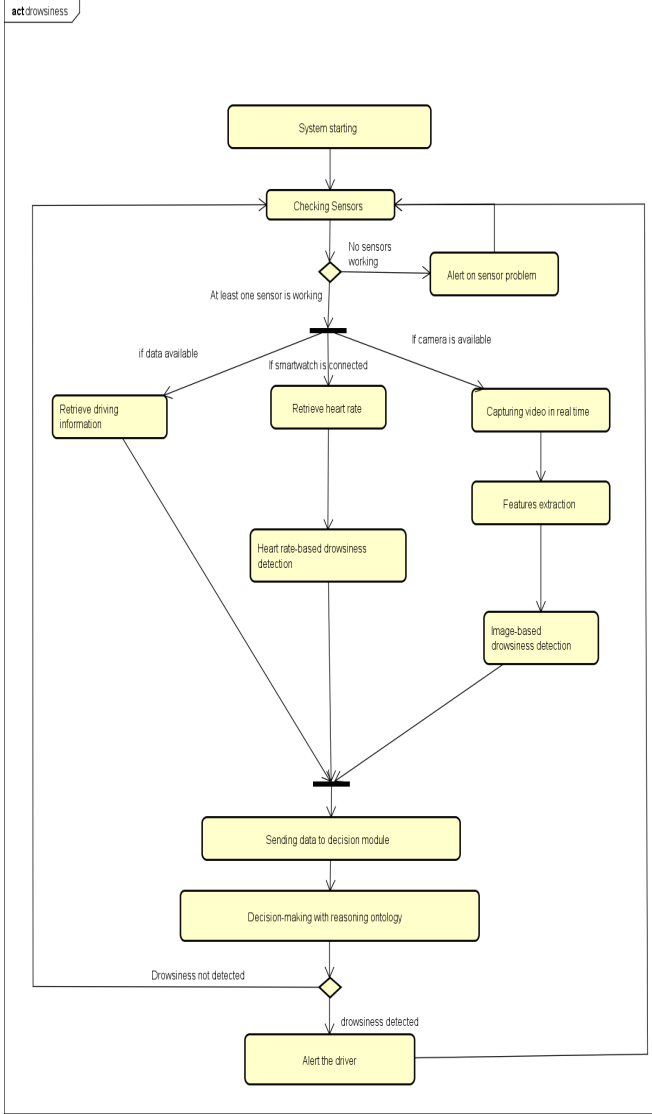 act drowsiness
System starting
Checking Sensors
No sensors
working
Alert on sensor problem
At least one sensor is working
if data available
If smartwatch is connected
If camera is available
Retrieve driving
information
Retrieve heart rate
Capturing video in real time
Features extraction
Heart rate-based drowsiness
detection
Image-based
drowsiness detection
Sending data to decision module
Decision-making with reasoning ontology
Drowsiness not detected
drowsiness detected
Alert the driver